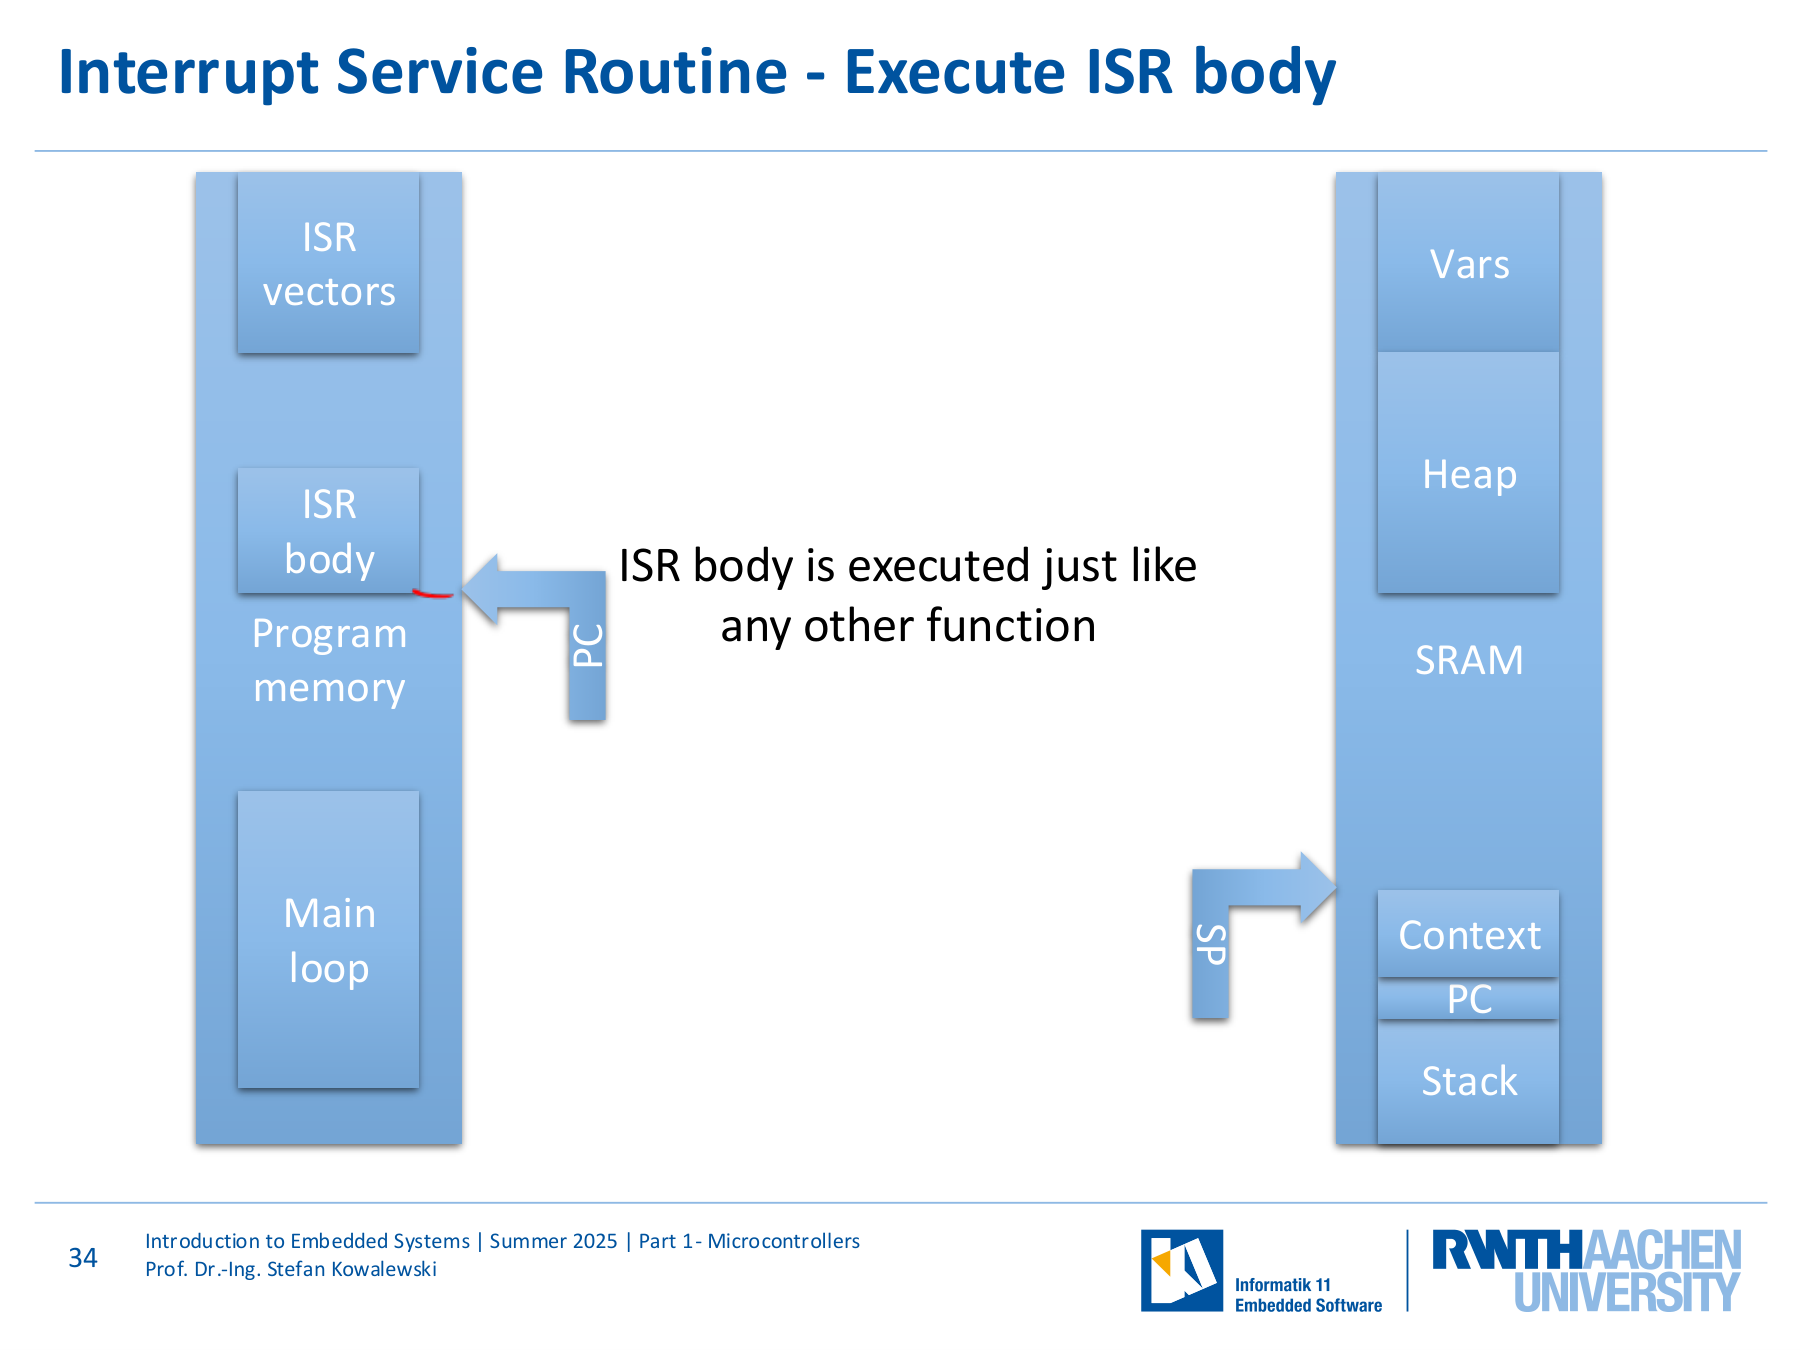 Interrupt Service Routine - Execute ISR body
ISR
vectors
ISR
body
Program
memory
Main
loop
PC
ISR body is executed just like
any other function
SP
Vars
Heap
SRAM
Context
PC
Stack
34
Introduction to Embedded Systems | Summer 2025 | Part 1- Microcontrollers
Prof. Dr.-Ing. Stefan Kowalewski
Informatik 11
Embedded Software
RWTHAACHEN
UNIVERSITY